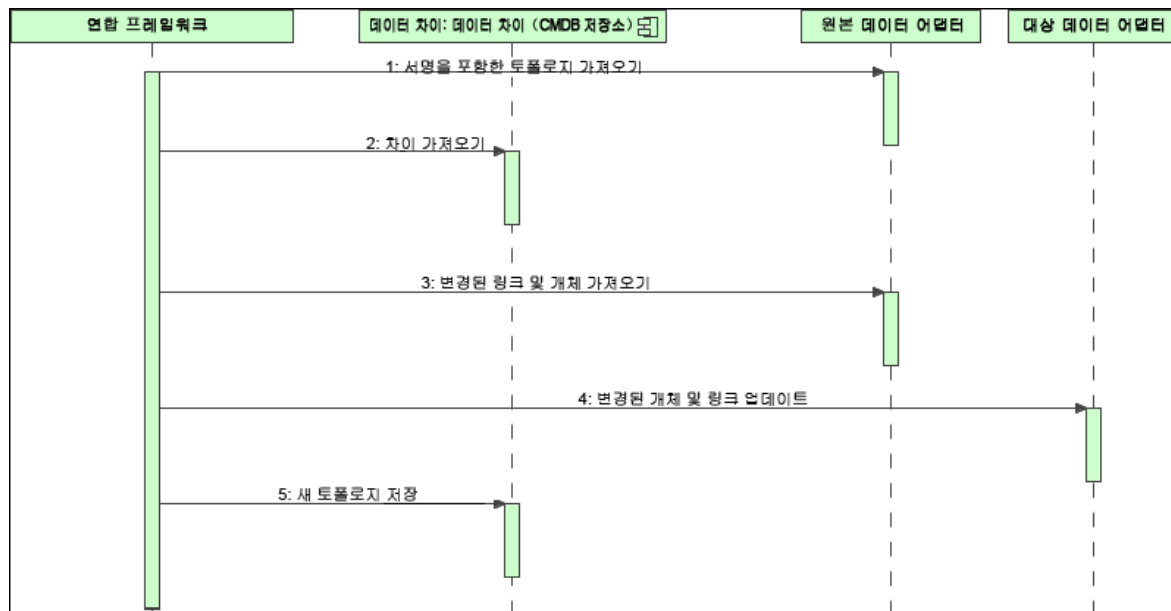 연합 프레임워크
데이터 차이: 데이터 차이 (CMDB 저장소)
원본 데이터 어댑터
대상 데이터 어댑터
1: 서명을 포함한 토폴로지 가져오기
2: 차이 가져오기
3: 변경된 링크 및 개체 가져오기
4: 변경된 개체 및 링크 업데이트
5: 새 토폴로지 저장